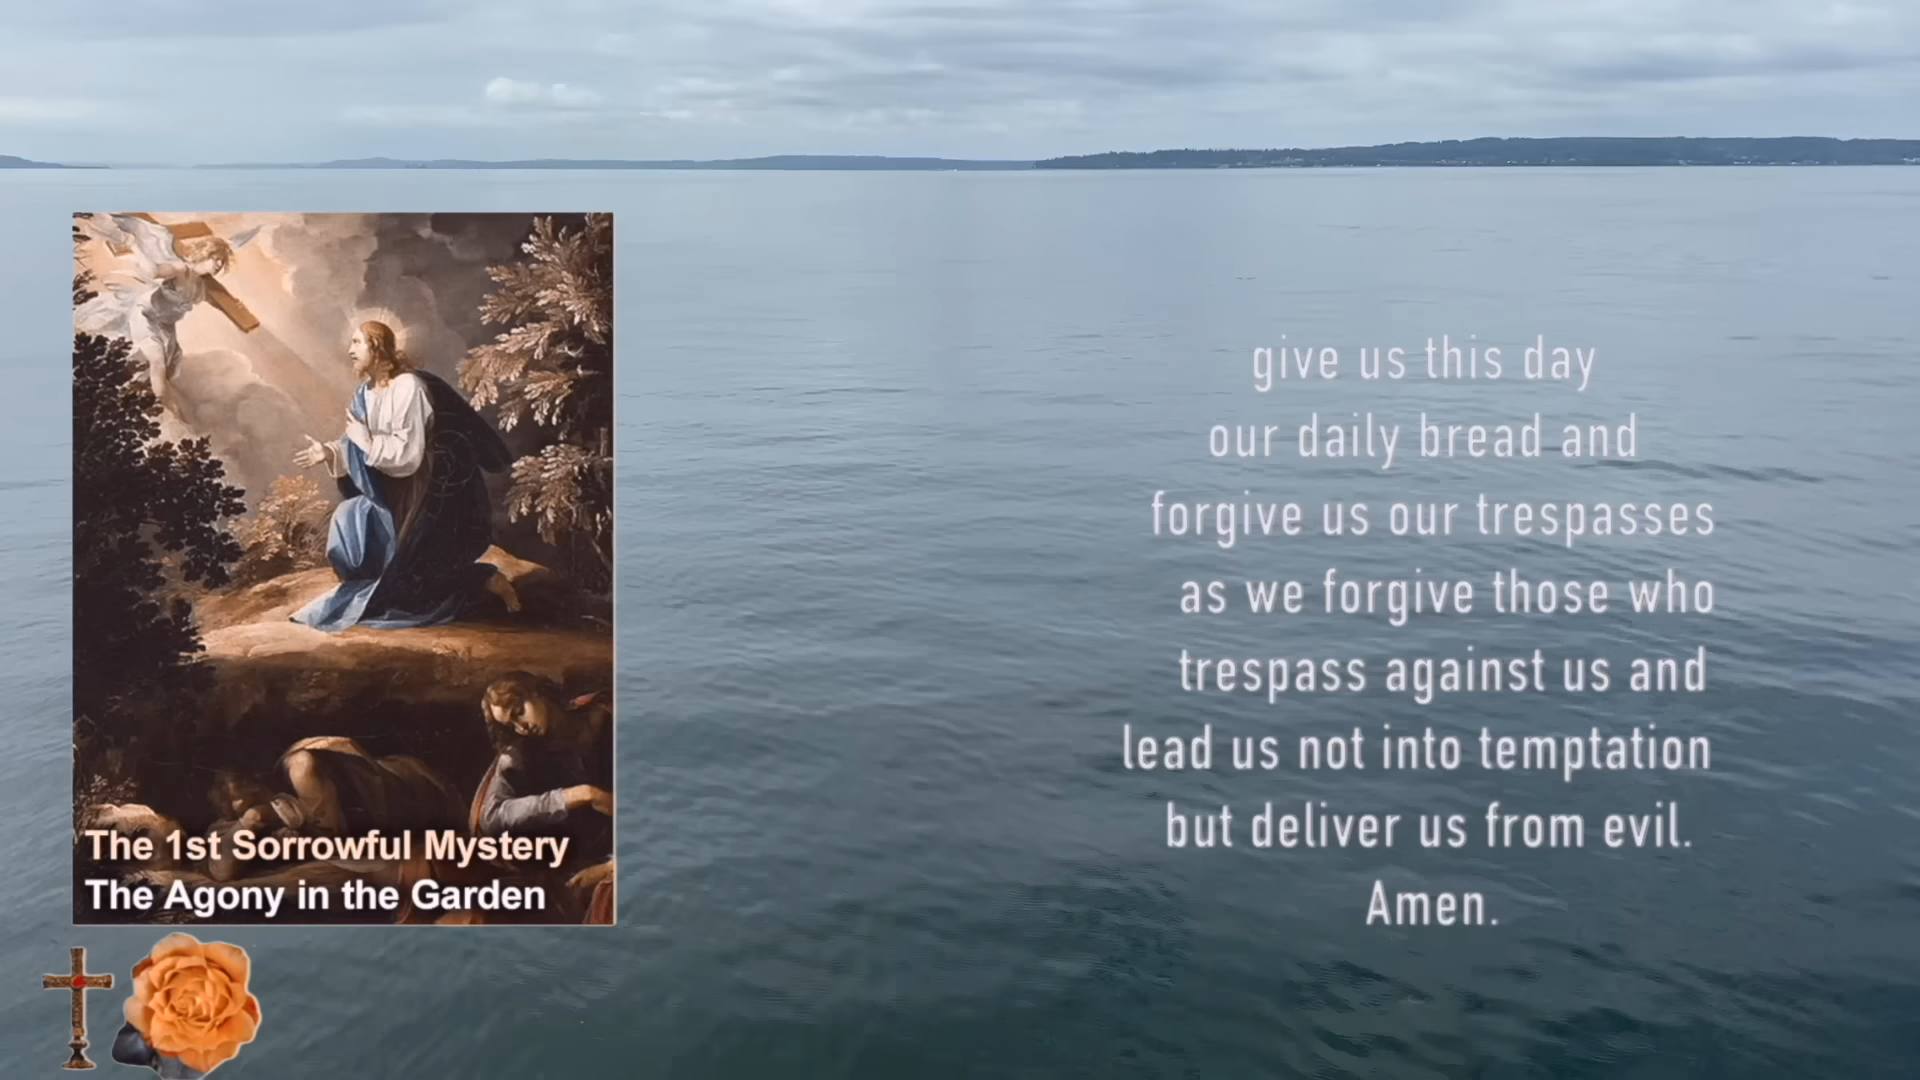 The 1st Sorrowful Mystery
The Agony in the Garden
give us this day
our daily bread and
forgive us our trespasses
as we forgive those who
trespass against us and
lead us not into temptation
but deliver us from evil.
Amen.